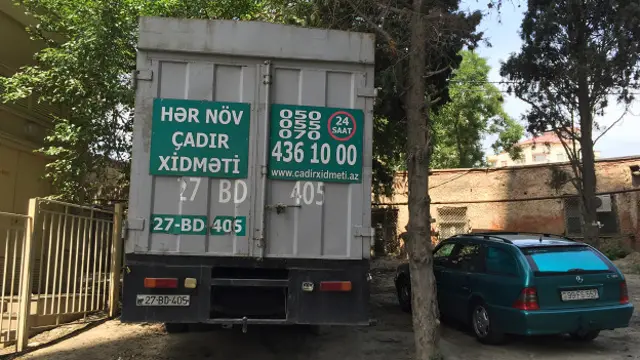 HƏR NÖV
ÇADIR
XİDMƏTİ
050
055
070
24
SAAT
436 10 00
www.cadirxidmeti.az
27 BD 405
27-BD-405
27-BD-405